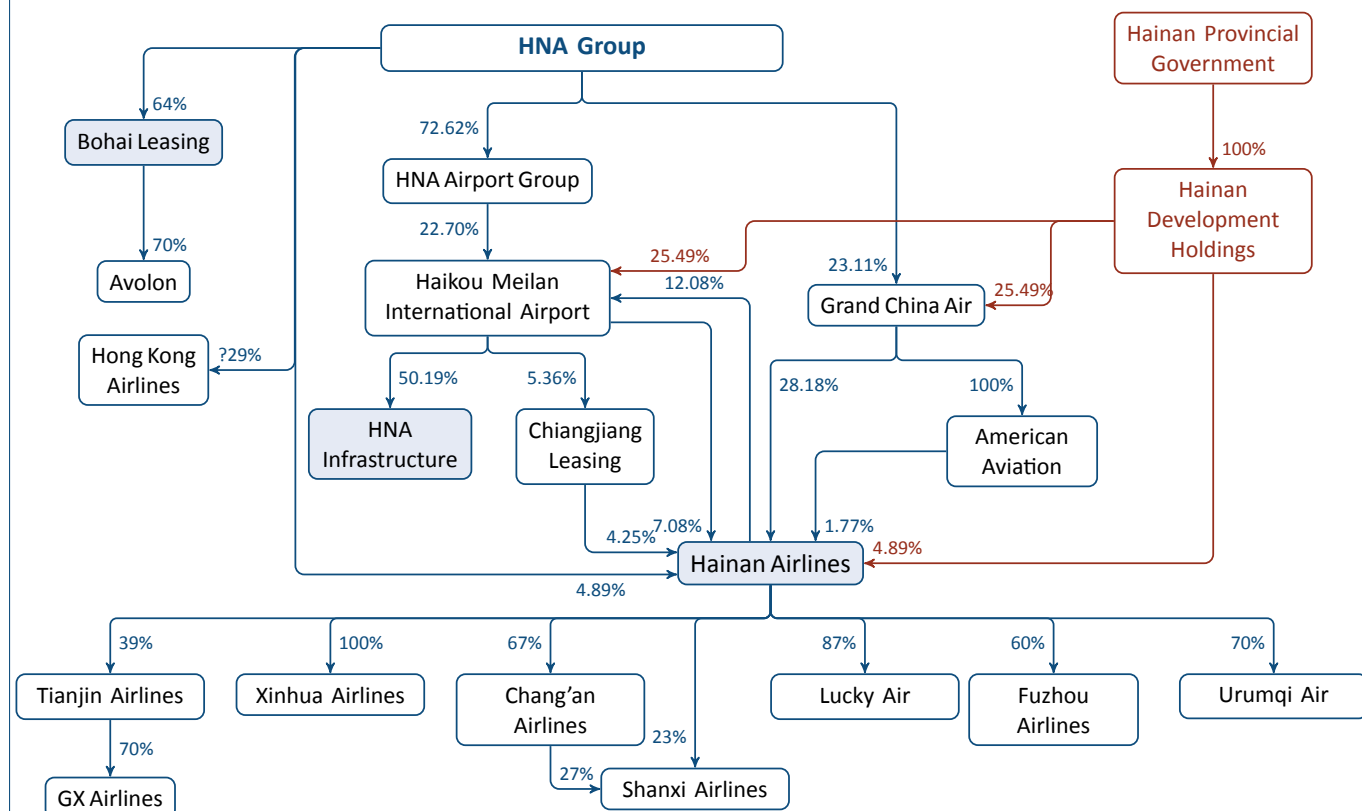 HNA Group
Hainan Provincial
Government
64%
Bohai Leasing
72.62%
100%
HNA Airport Group
Hainan
Development
Holdings
22.70%
70%
Avolon
25.49%
23.11%
12.08%
25.49%
Haikou Meilan
International Airport
Grand China Air
Hong Kong
Airlines
?29%
50.19%
5.36%
28.18%
100%
HNA
Infrastructure
Chiangjiang
Leasing
American
Aviation
4.25%
7.08%
1.77%
4.89%
Hainan Airlines
4.89%
39%
100%
67%
87%
60%
70%
Tianjin Airlines
Xinhua Airlines
Chang’an
Airlines
Lucky Air
Fuzhou
Airlines
Urumqi Air
70%
23%
27%
GX Airlines
Shanxi Airlines